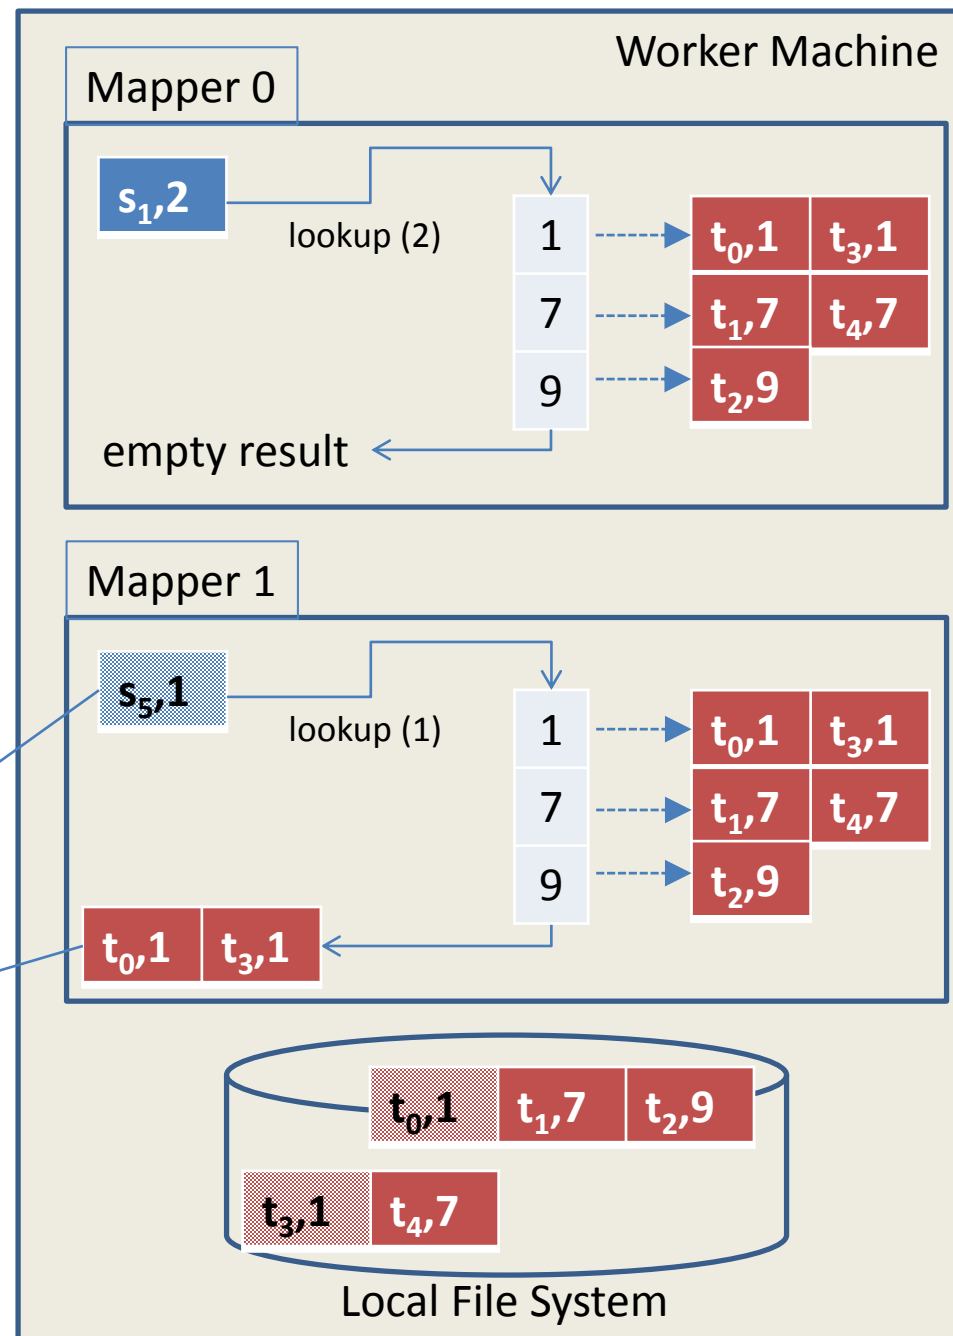 Worker Machine
Mapper 0
s₁,2
lookup (2)
1
t₀,1 t₃,1
7
t₁,7 t₄,7
9
t₂,9
empty result
Mapper 1
s₅,1
lookup (1)
1
t₀,1 t₃,1
7
t₁,7 t₄,7
9
t₂,9
t₀,1 t₃,1
t₀,1 t₁,7 t₂,9
t₃,1 t₄,7
Local File System